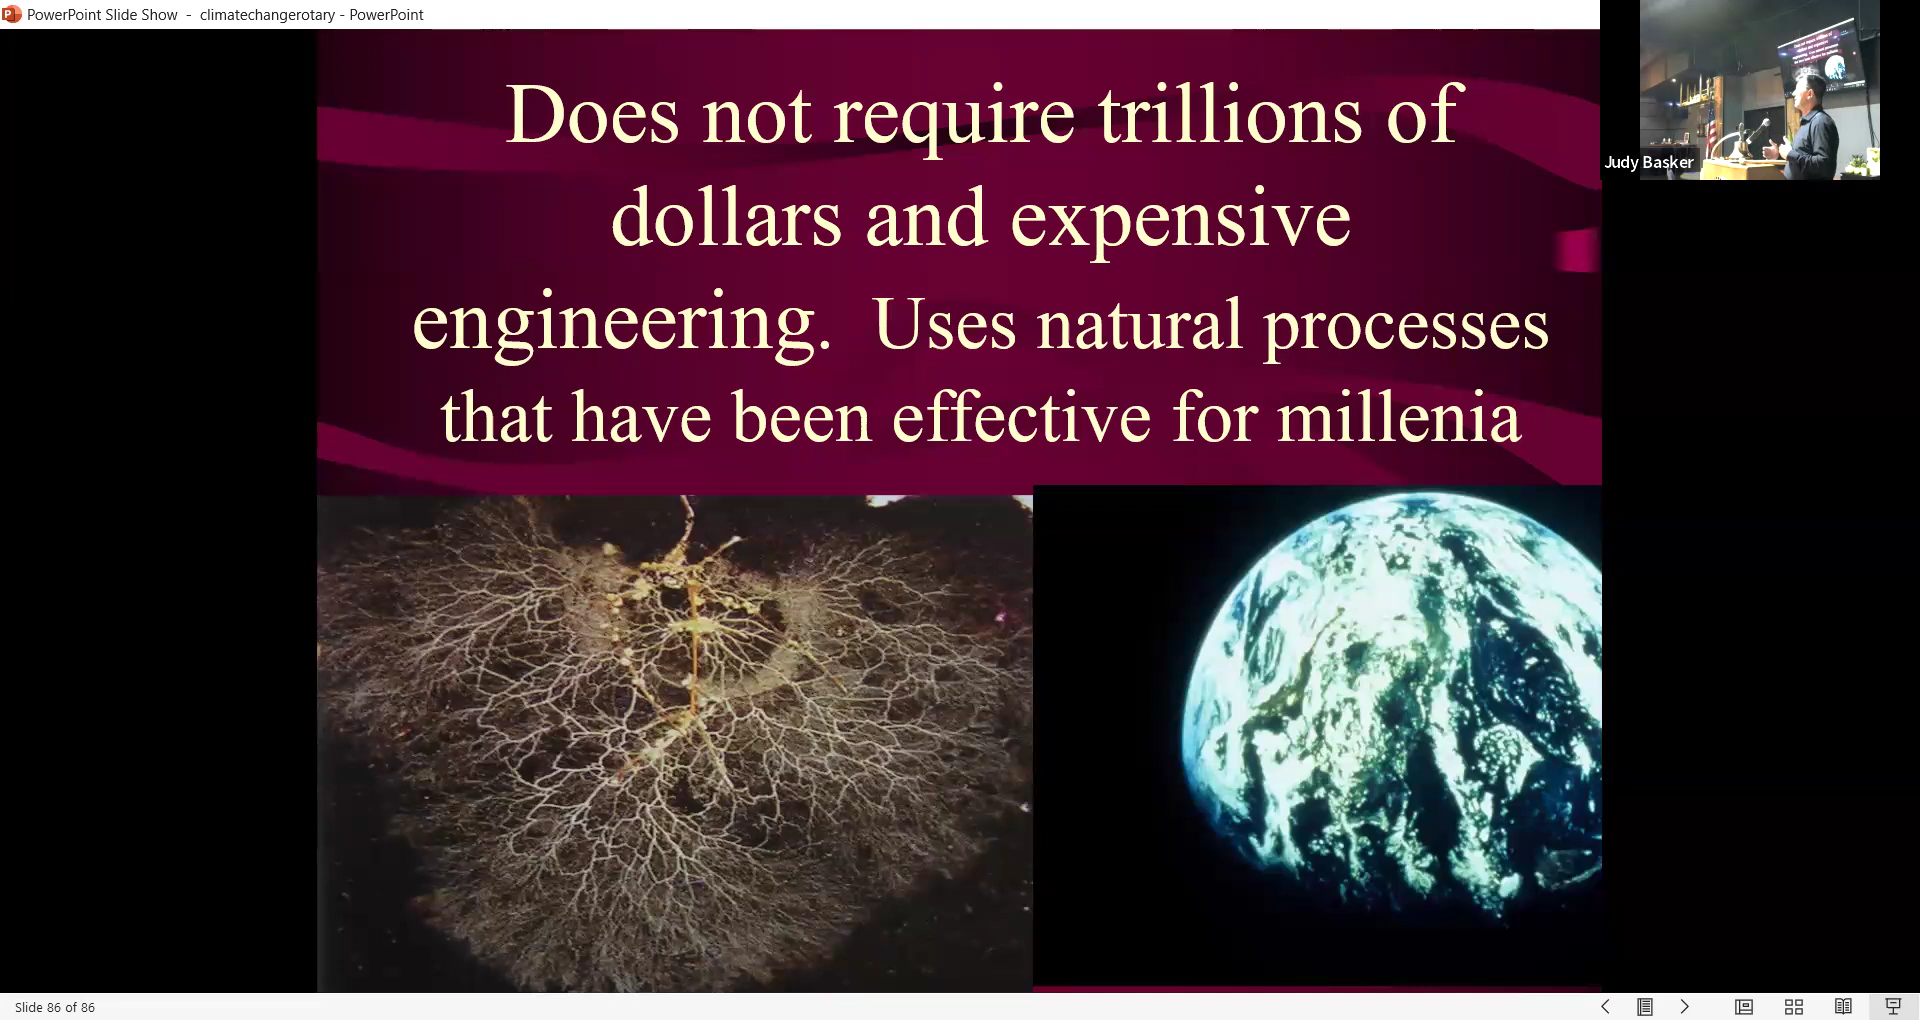 PowerPoint Slide Show - climatechangerotary - PowerPoint
Does not require trillions of
dollars and expensive
engineering. Uses natural processes
that have been effective for millenia
Judy Basker
Slide 86 of 86